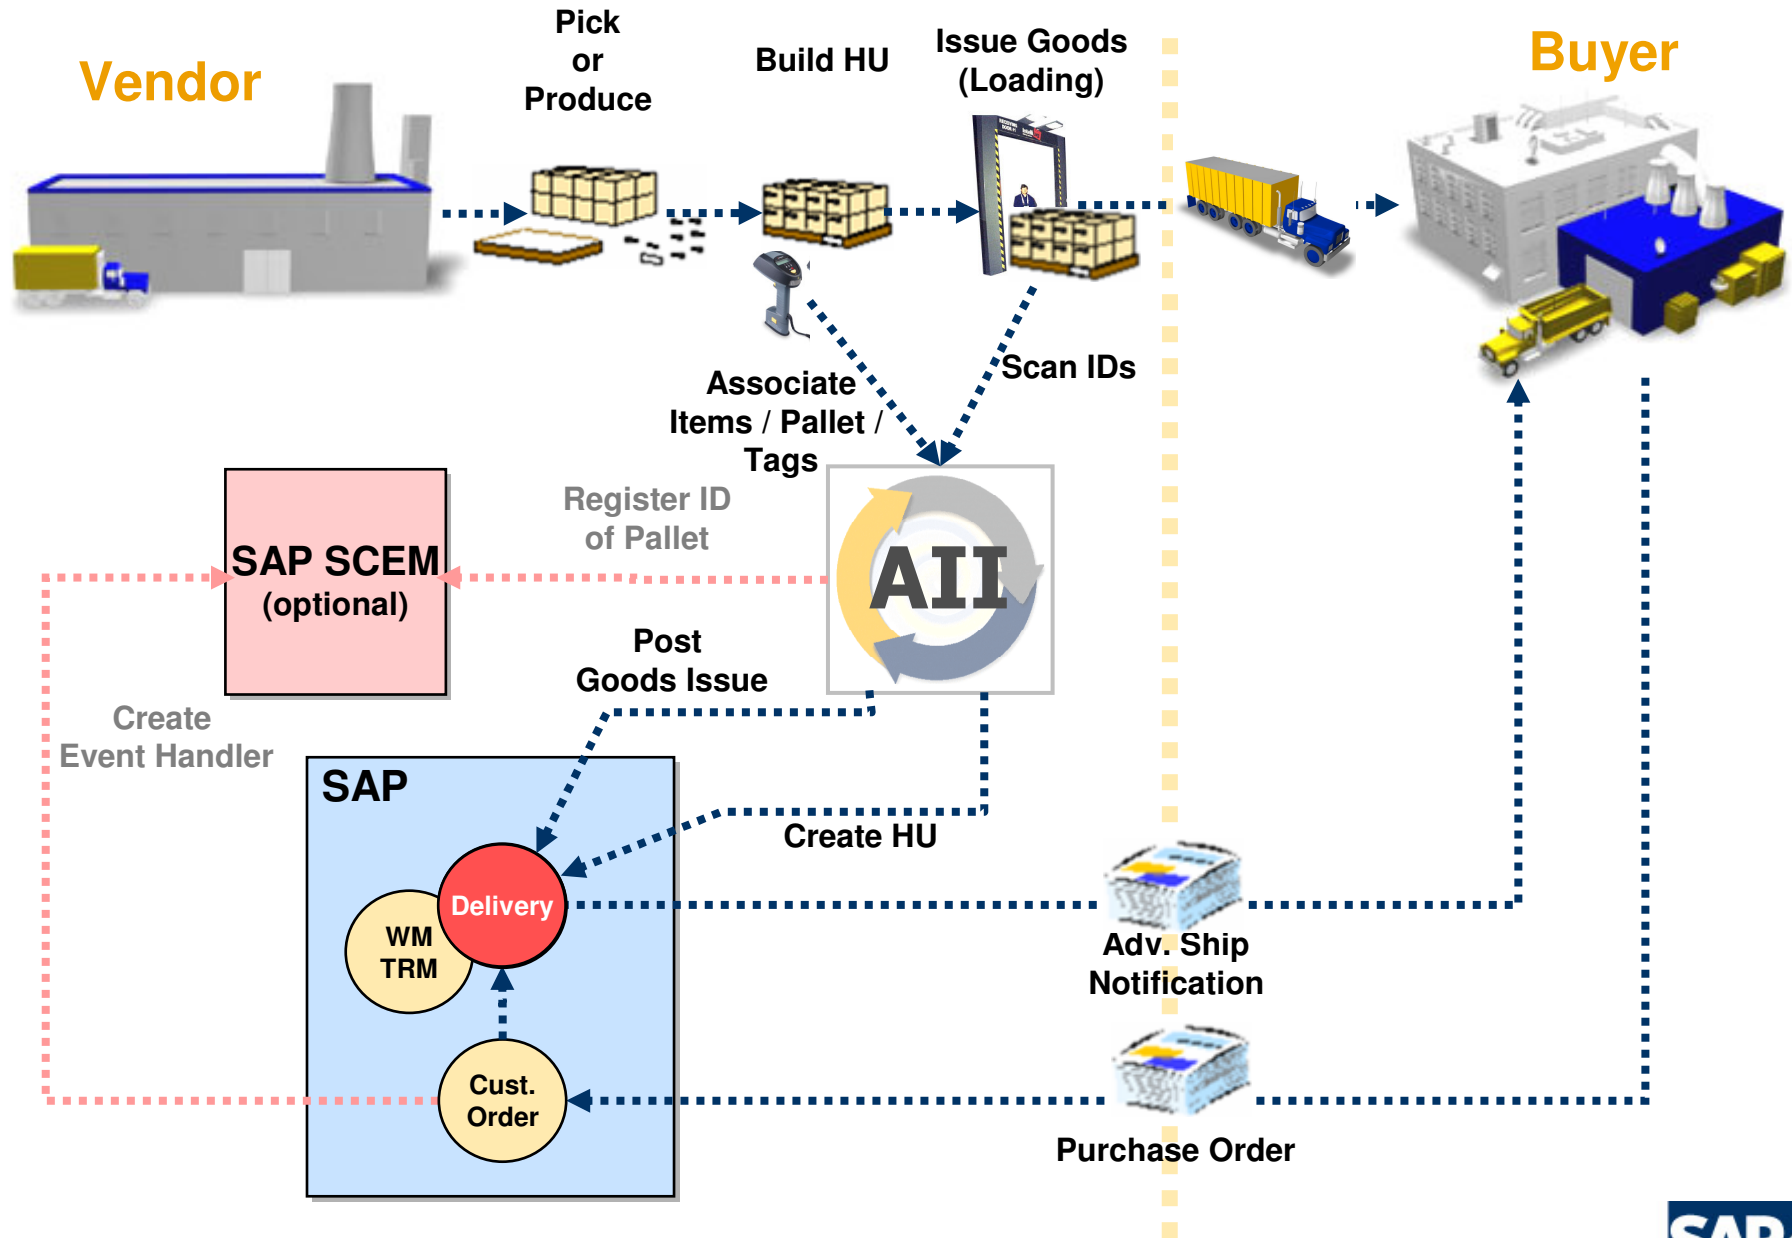 Vendor
Pick
or
Produce
Build HU
Issue Goods
(Loading)
Buyer
Associate
Items / Pallet /
Tags
Scan IDs
Register ID
of Pallet
SAP SCEM
(optional)
AII
Post
Goods Issue
Create
Event Handler
SAP
Create HU
Delivery
WM
TRM
Adv. Ship
Notification
Cust.
Order
Purchase Order
SAP